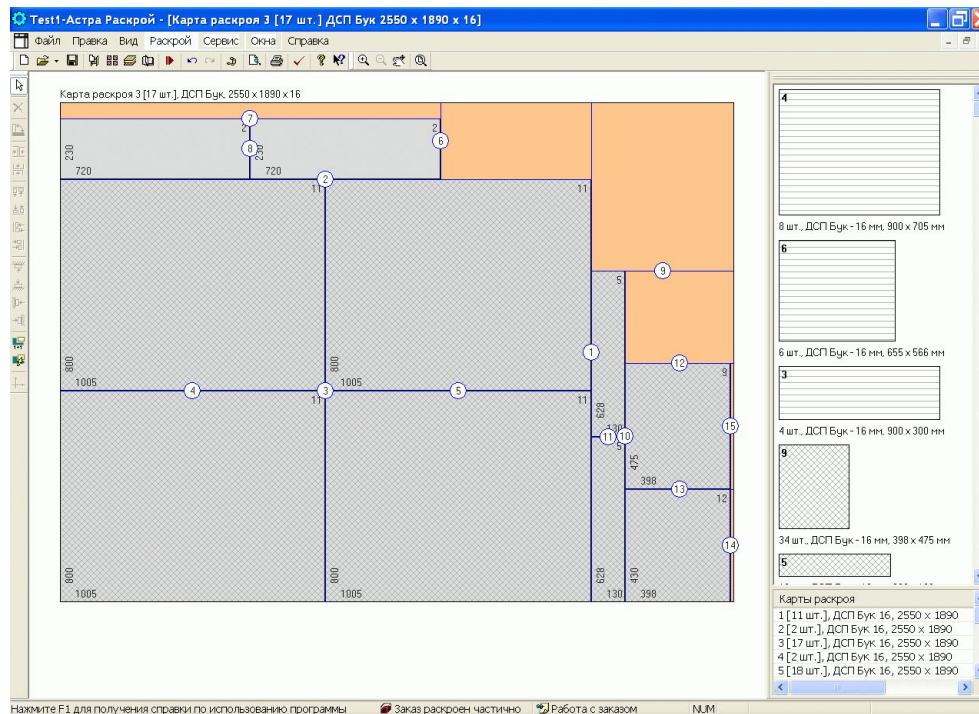 Test1-Астра Раскрой - [Карта раскроя 3 [17 шт.] ДСП Бук 2550 x 1890 x 16]
Файл Правка Вид Раскрой Сервис Окна Справка
Карта раскроя 3 [17 шт.], ДСП Бук, 2550 x 1890 x 16
7
2
2
230
8
230
6
720
720
2
11
11
9
5
1
800
800
1005
1005
12
9
4
3
5
11
11
628
130
11
10
5
15
475
398
13
12
14
800
800
628
430
1005
1005
130
398
4
8 шт., ДСП Бук - 16 мм, 900 x 705 мм
6
6 шт., ДСП Бук - 16 мм, 655 x 566 мм
3
4 шт., ДСП Бук - 16 мм, 900 x 300 мм
9
34 шт., ДСП Бук - 16 мм, 398 x 475 мм
5
Карты раскроя
1 [11 шт.], ДСП Бук 16, 2550 x 1890
2 [2 шт.], ДСП Бук 16, 2550 x 1890
3 [17 шт.], ДСП Бук 16, 2550 x 1890
4 [2 шт.], ДСП Бук 16, 2550 x 1890
5 [18 шт.], ДСП Бук 16, 2550 x 1890
Нажмите F1 для получения справки по использованию программы
Заказ раскроен частично
Работа с заказом
NUM